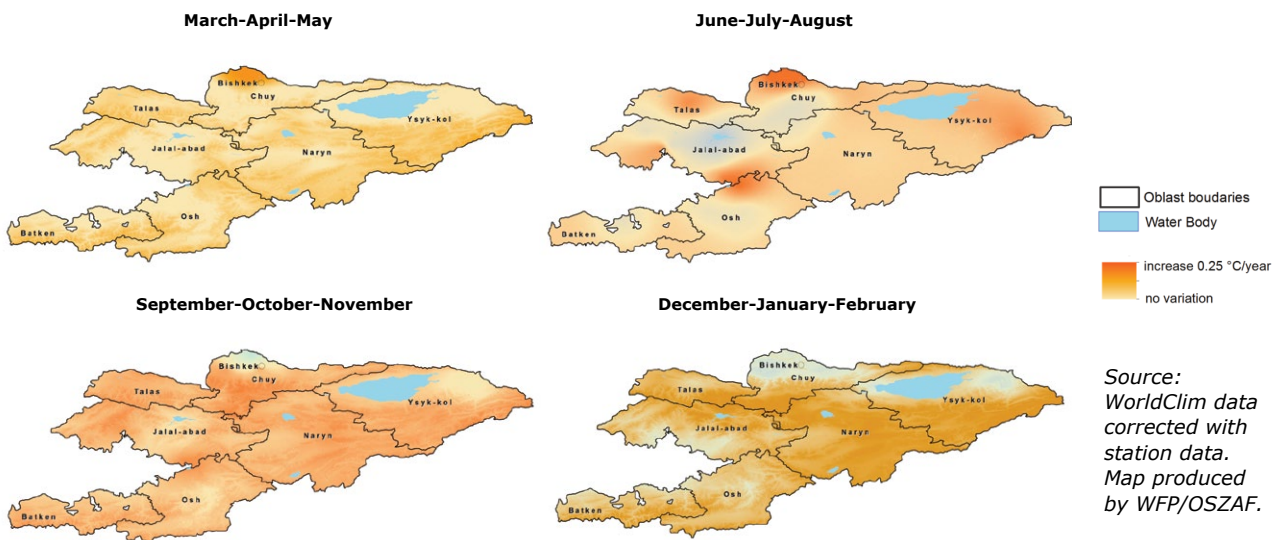 March-April-May
June-July-August
Bishkek
Chuy
Talas
Ysyk-kol
Jalal-abad
Naryn
Osh
Batken
Bishkek
Chuy
Talas
Ysyk-kol
Jalal-abad
Naryn
Osh
Batken
Oblast boudaries
Water Body
increase 0.25 °C/year
no variation
September-October-November
December-January-February
Bishkek
Chuy
Talas
Ysyk-kol
Jalal-abad
Naryn
Osh
Batken
Bishkek
Chuy
Talas
Ysyk-kol
Jalal-abad
Naryn
Osh
Batken
Source:
WorldClim data
corrected with
station data.
Map produced
by WFP/OSZAF.